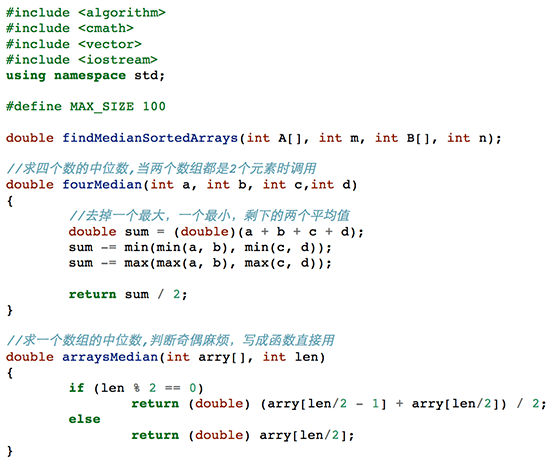 #include <algorithm>
#include <cmath>
#include <vector>
#include <iostream>
using namespace std;

#define MAX_SIZE 100

double findMedianSortedArrays(int A[], int m, int B[], int n);

//求四个数的中位数,当两个数组都是2个元素时调用
double fourMedian(int a, int b, int c,int d)
{
        //去掉一个最大，一个最小，剩下的两个平均值
        double sum = (double)(a + b + c + d);
        sum -= min(min(a, b), min(c, d));
        sum -= max(max(a, b), max(c, d));

        return sum / 2;
}

//求一个数组的中位数,判断奇偶麻烦，写成函数直接用
double arraysMedian(int arry[], int len)
{
        if (len % 2 == 0)
                return (double) (arry[len/2 - 1] + arry[len/2]) / 2;
        else
                return (double) arry[len/2];
}